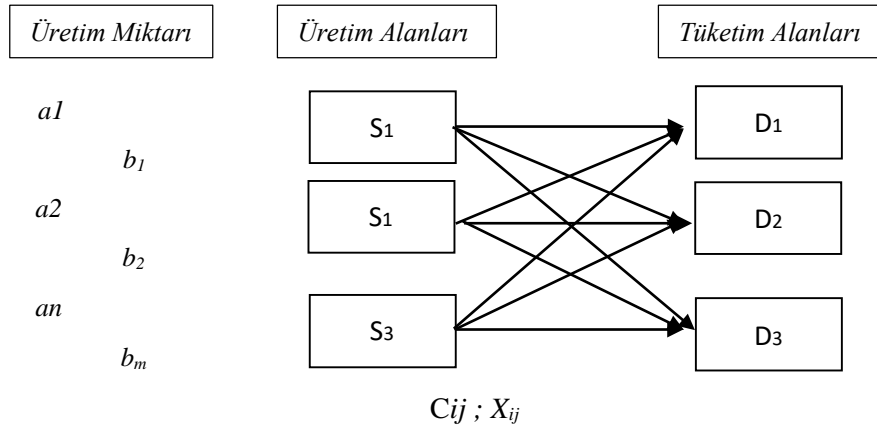 Üretim Miktarı Üretim Alanları Tüketim Alanları
a1 S1 D1
b1
a2 S1 D2
b2
an S3 D3
bm
Cij ; Xij